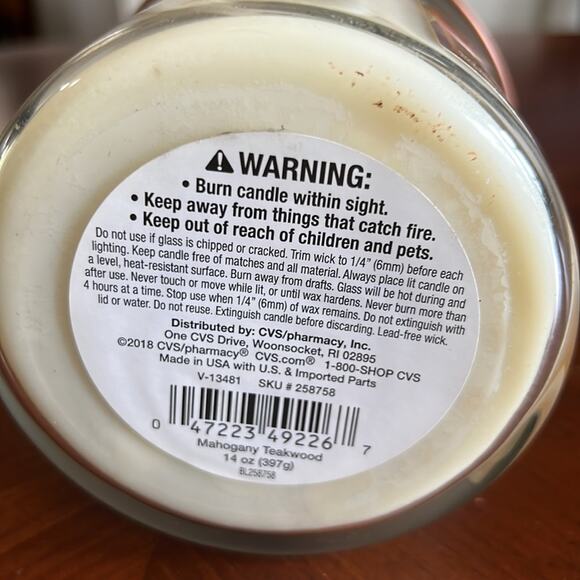 ⚠ WARNING:
• Burn candle within sight.
• Keep away from things that catch fire.
• Keep out of reach of children and pets.
Do not use if glass is chipped or cracked. Trim wick to 1/4" (6mm) before each
lighting. Keep candle free of matches and all material. Always place lit candle on
a level, heat-resistant surface. Burn away from drafts. Glass will be hot during and
after use. Never touch or move while lit, or until wax hardens. Never burn more than
4 hours at a time. Stop use when 1/4" (6mm) of wax remains. Do not extinguish with
lid or water. Do not reuse. Extinguish candle before discarding. Lead-free wick.
Distributed by: CVS/pharmacy, Inc.
One CVS Drive, Woonsocket, RI 02895
©2018 CVS/pharmacy® CVS.com® 1-800-SHOP CVS
Made in USA with U.S. & Imported Parts
V-13481 SKU # 258758
0 47223 49226 7
Mahogany Teakwood
14 oz (397g)
BL258758